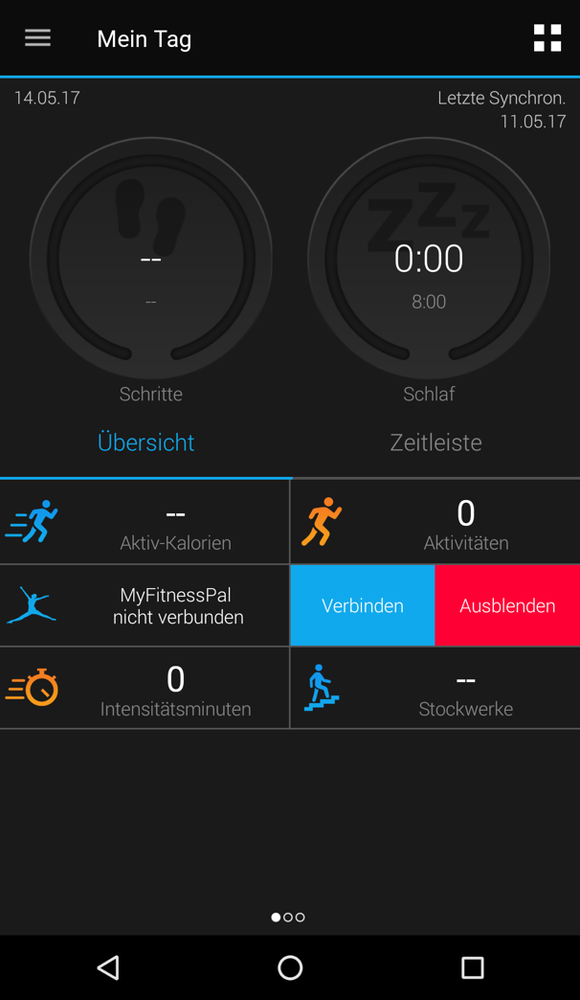 Mein Tag
14.05.17
Letzte Synchron.
11.05.17
zzz
--
--
0:00
8:00
Schritte
Schlaf
Übersicht
Zeitleiste
--
Aktiv-Kalorien
0
Aktivitäten
MyFitnessPal
nicht verbunden
Verbinden
Ausblenden
0
Intensitätsminuten
--
Stockwerke